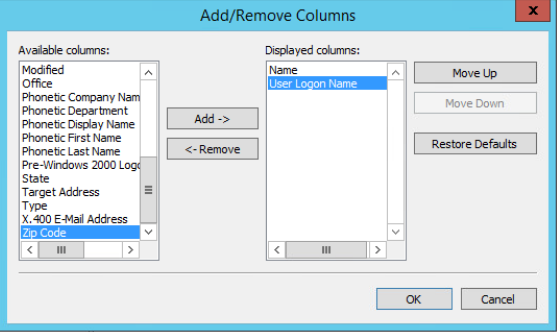 Add/Remove Columns
x
Available columns:
Modified
Office
Phonetic Company Nam
Phonetic Department
Phonetic Display Name
Phonetic First Name
Phonetic Last Name
Pre-Windows 2000 Logo
State
Target Address
Type
X.400 E-Mail Address
Zip Code
Add ->
<- Remove
Displayed columns:
Name
User Logon Name
Move Up
Move Down
Restore Defaults
OK
Cancel